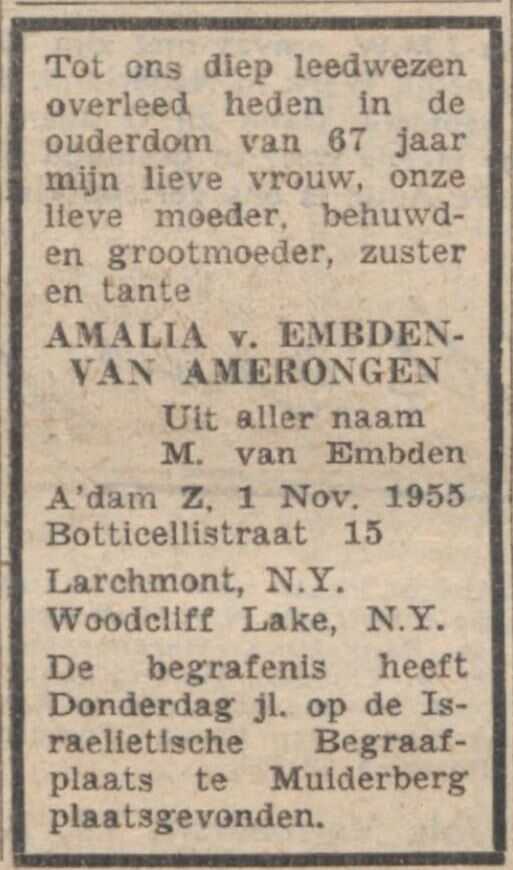 Tot ons diep leedwezen
overleed heden in de
ouderdom van 67 jaar
mijn lieve vrouw, onze
lieve moeder, behuwd-
en grootmoeder, zuster
en tante
AMALIA v. EMBDEN-
VAN AMERONGEN
Uit aller naam
M. van Embden
A'dam Z, 1 Nov. 1955
Botticellistraat 15
Larchmont, N.Y.
Woodcliff Lake, N.Y.
De begrafenis heeft
Donderdag jl. op de Is-
raelietische Begraaf-
plaats te Muiderberg
plaatsgevonden.